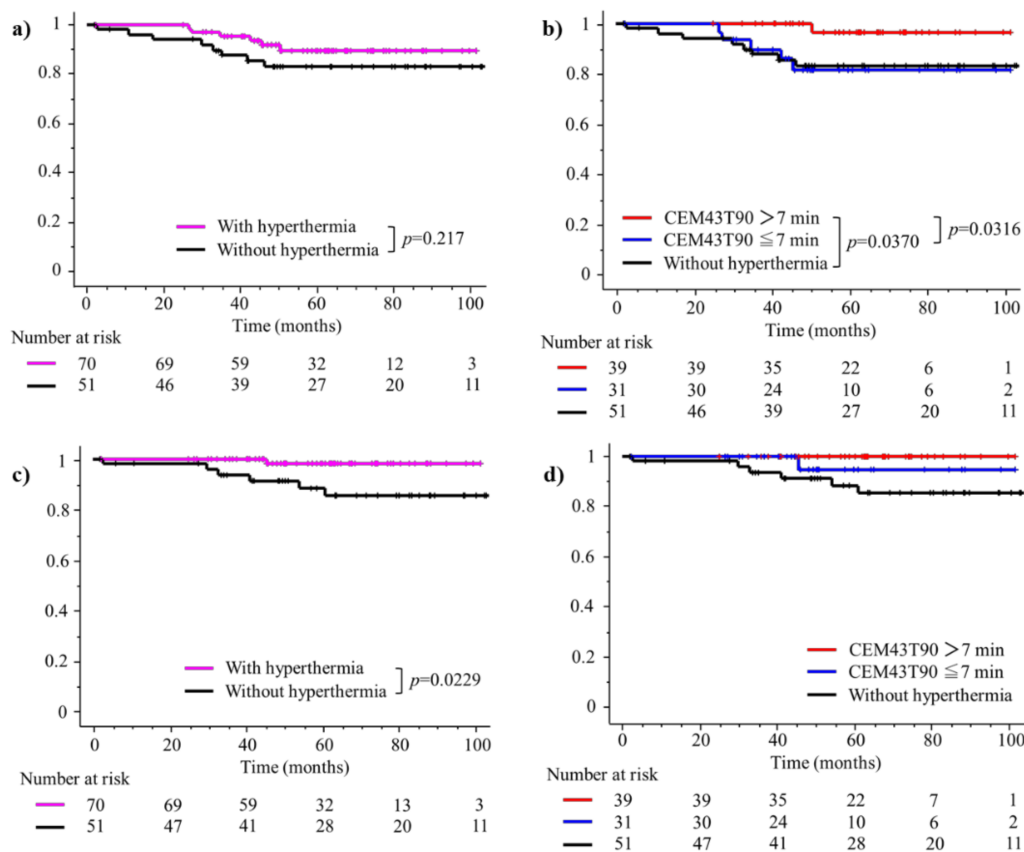 a)
1
0.8
0.6
0.4
0.2
0
With hyperthermia
Without hyperthermia
p=0.217
0 20 40 60 80 100
Time (months)
Number at risk
70 69 59 32 12 3
51 46 39 27 20 11
b)
1
0.8
0.6
0.4
0.2
0
CEM43T90 >7 min
CEM43T90 ≦7 min
Without hyperthermia
p=0.0370
p=0.0316
0 20 40 60 80 100
Time (months)
Number at risk
39 39 35 22 6 1
31 30 24 10 6 2
51 46 39 27 20 11
c)
1
0.8
0.6
0.4
0.2
0
With hyperthermia
Without hyperthermia
p=0.0229
0 20 40 60 80 100
Time (months)
Number at risk
70 69 59 32 13 3
51 47 41 28 20 11
d)
1
0.8
0.6
0.4
0.2
0
CEM43T90 >7 min
CEM43T90 ≦7 min
Without hyperthermia
0 20 40 60 80 100
Time (months)
Number at risk
39 39 35 22 7 1
31 30 24 10 6 2
51 47 41 28 20 11